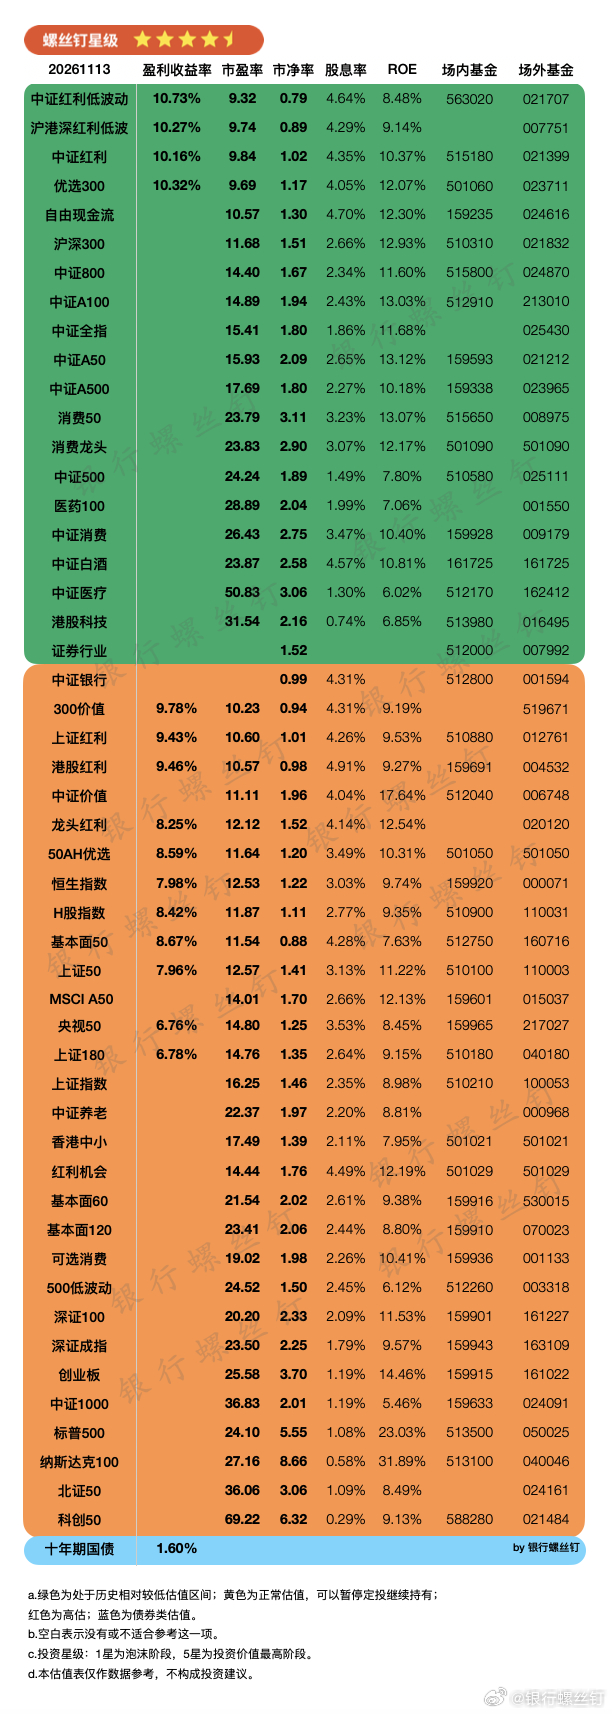 螺丝钉星级
20261113 盈利收益率 市盈率 市净率 股息率 ROE 场内基金 场外基金
中证红利低波动 10.73% 9.32 0.79 4.64% 8.48% 563020 021707
沪港深红利低波 10.27% 9.74 0.89 4.29% 9.14% 007751
中证红利 10.16% 9.84 1.02 4.35% 10.37% 515180 021399
优选300 10.32% 9.69 1.17 4.05% 12.07% 501060 023711
自由现金流 10.57 1.30 4.70% 12.30% 159235 024616
沪深300 11.68 1.51 2.66% 12.93% 510310 021832
中证800 14.40 1.67 2.34% 11.60% 515800 024870
中证A100 14.89 1.94 2.43% 13.03% 512910 213010
中证全指 15.41 1.80 1.86% 11.68% 025430
中证A50 15.93 2.09 2.65% 13.12% 159593 021212
中证A500 17.69 1.80 2.27% 10.18% 159338 023965
消费50 23.79 3.11 3.23% 13.07% 515650 008975
消费龙头 23.83 2.90 3.07% 12.17% 501090 501090
中证500 24.24 1.89 1.49% 7.80% 510580 025111
医药100 28.89 2.04 1.99% 7.06% 001550
中证消费 26.43 2.75 3.47% 10.40% 159928 009179
中证白酒 23.87 2.58 4.57% 10.81% 161725 161725
中证医疗 50.83 3.06 1.30% 6.02% 512170 162412
港股科技 31.54 2.16 0.74% 6.85% 513980 016495
证券行业 1.52 512000 007992
中证银行 0.99 4.31% 512800 001594
300价值 9.78% 10.23 0.94 4.31% 9.19% 519671
上证红利 9.43% 10.60 1.01 4.26% 9.53% 510880 012761
港股红利 9.46% 10.57 0.98 4.91% 9.27% 159691 004532
中证价值 11.11 1.96 4.04% 17.64% 512040 006748
龙头红利 8.25% 12.12 1.52 4.14% 12.54% 020120
50AH优选 8.59% 11.64 1.20 3.49% 10.31% 501050 501050
恒生指数 7.98% 12.53 1.22 3.03% 9.74% 159920 000071
H股指数 8.42% 11.87 1.11 2.77% 9.35% 510900 110031
基本面50 8.67% 11.54 0.88 4.28% 7.63% 512750 160716
上证50 7.96% 12.57 1.41 3.13% 11.22% 510100 110003
MSCI A50 14.01 1.70 2.66% 12.13% 159601 015037
央视50 6.76% 14.80 1.25 3.53% 8.45% 159965 217027
上证180 6.78% 14.76 1.35 2.64% 9.15% 510180 040180
上证指数 16.25 1.46 2.35% 8.98% 510210 100053
中证养老 22.37 1.97 2.20% 8.81% 000968
香港中小 17.49 1.39 2.11% 7.95% 501021 501021
红利机会 14.44 1.76 4.49% 12.19% 501029 501029
基本面60 21.54 2.02 2.61% 9.38% 159916 530015
基本面120 23.41 2.06 2.44% 8.80% 159910 070023
可选消费 19.02 1.98 2.26% 10.41% 159936 001133
500低波动 24.52 1.50 2.45% 6.12% 512260 003318
深证100 20.20 2.33 2.09% 11.53% 159901 161227
深证成指 23.50 2.25 1.79% 9.57% 159943 163109
创业板 25.58 3.70 1.19% 14.46% 159915 161022
中证1000 36.83 2.01 1.19% 5.46% 159633 024091
标普500 24.10 5.55 1.08% 23.03% 513500 050025
纳斯达克100 27.16 8.66 0.58% 31.89% 513100 040046
北证50 36.06 3.06 1.09% 8.49% 024161
科创50 69.22 6.32 0.29% 9.13% 588280 021484
十年期国债 1.60% by 银行螺丝钉
a.绿色为处于历史相对较低估值区间；黄色为正常估值，可以暂停定投继续持有；
红色为高估；蓝色为债券类估值。
b.空白表示没有或不适合参考这一项。
c.投资星级：1星为泡沫阶段，5星为投资价值最高阶段。
d.本估值表仅作数据参考，不构成投资建议。
@银行螺丝钉